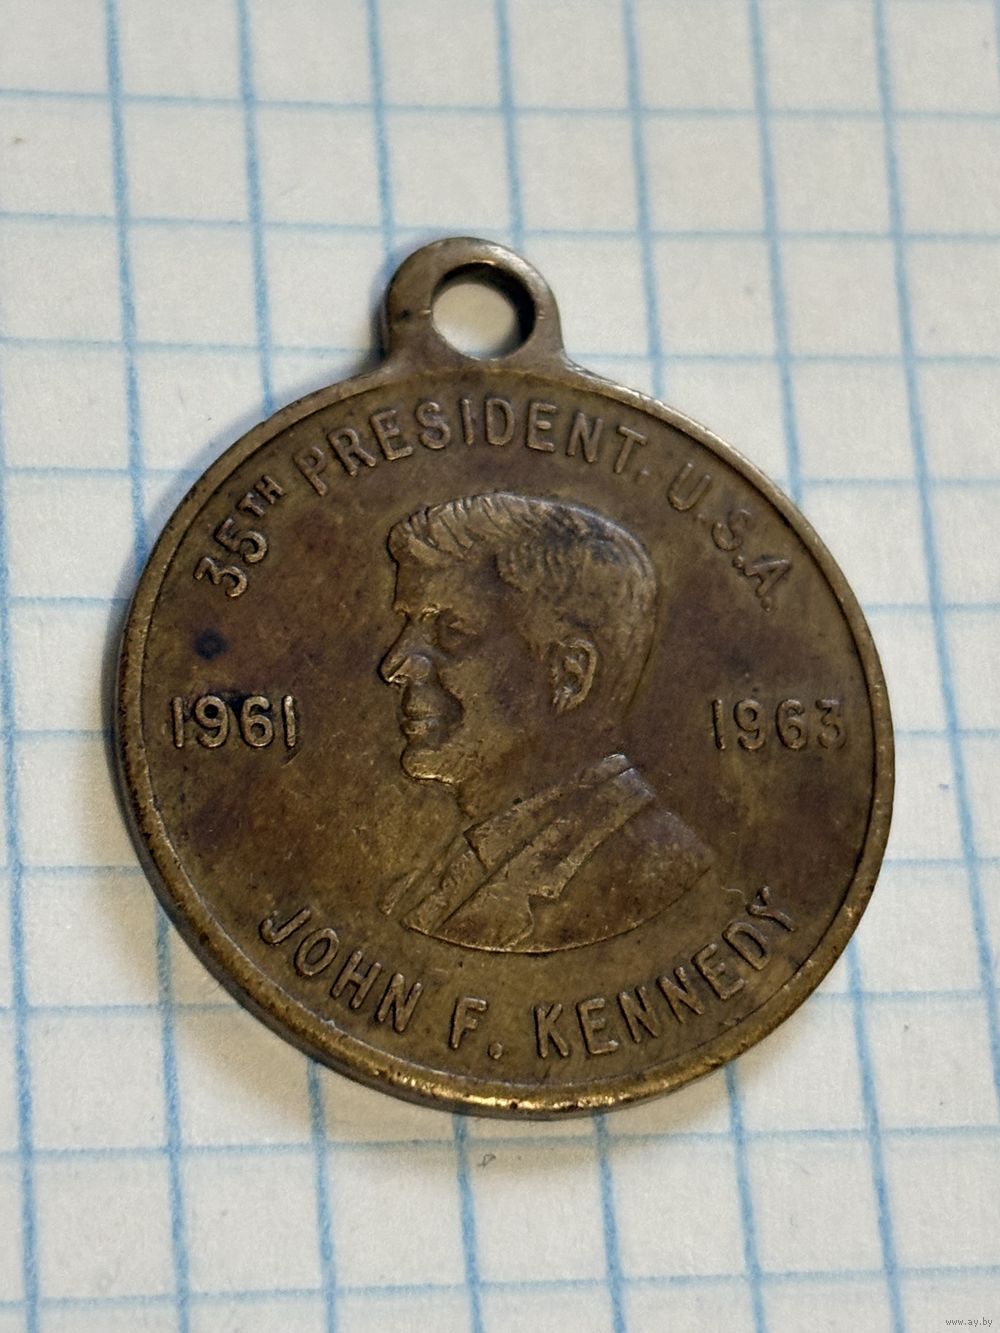 35TH PRESIDENT. U.S.A.
1961 1963
JOHN F. KENNEDY
www.ay.by